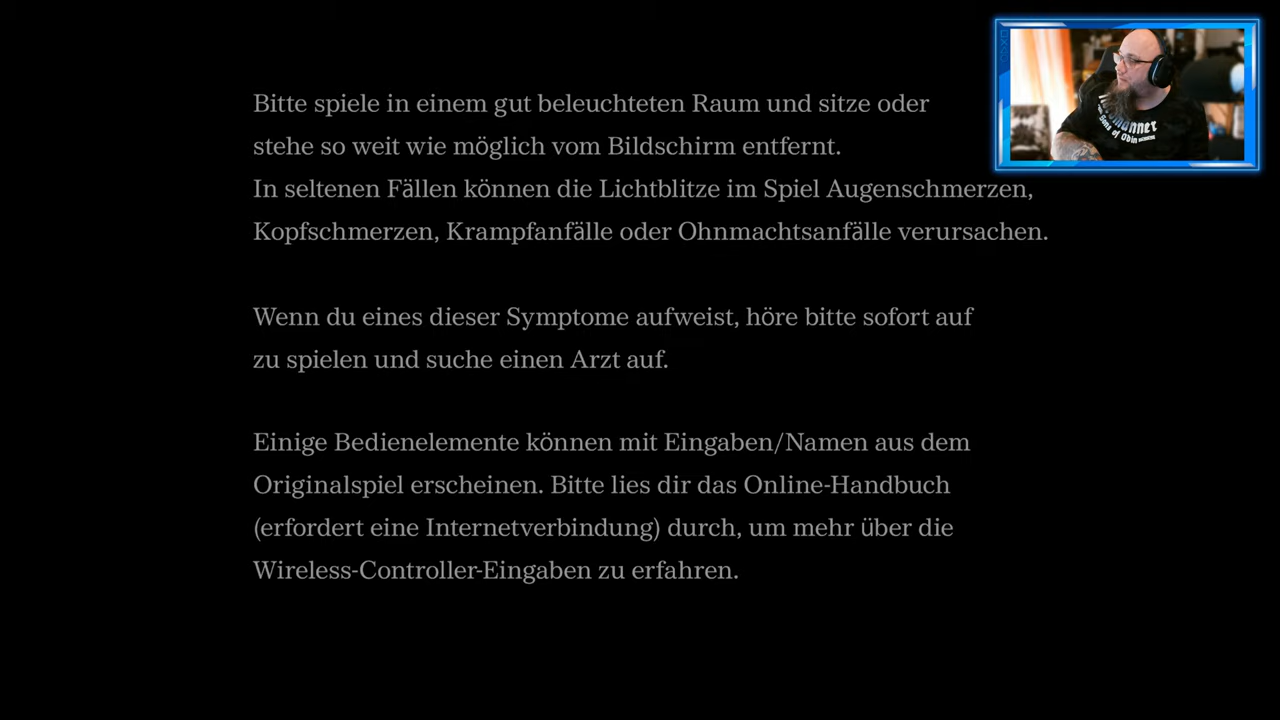 Bitte spiele in einem gut beleuchteten Raum und sitze oder
stehe so weit wie möglich vom Bildschirm entfernt.
In seltenen Fällen können die Lichtblitze im Spiel Augenschmerzen,
Kopfschmerzen, Krampfanfälle oder Ohnmachtsanfälle verursachen.
Wenn du eines dieser Symptome aufweist, höre bitte sofort auf
zu spielen und suche einen Arzt auf.
Einige Bedienelemente können mit Eingaben/Namen aus dem
Originalspiel erscheinen. Bitte lies dir das Online-Handbuch
(erfordert eine Internetverbindung) durch, um mehr über die
Wireless-Controller-Eingaben zu erfahren.
of Odin